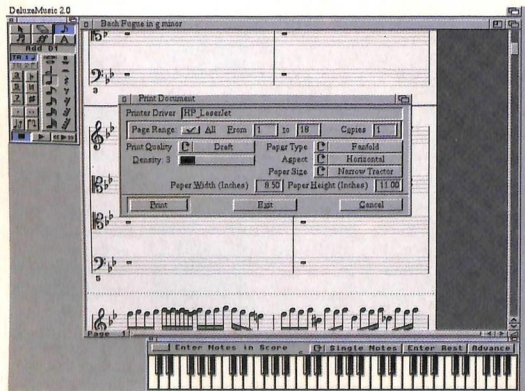 DeluxeMusic 2.0
Bach Fugue in g minor
Add D1
3
Print Document
Printer Driver HP_LaserJet
Page Range: All From 1 to 18 Copies 1
Print Quality Draft Paper Type Fanfold
Density: 3 Aspect Horizontal
Paper Size Narrow Tractor
Paper Width (Inches) 8.50 Paper Height (Inches) 11.00
Print Exit Cancel
Page 1
Enter Notes in Score Single Notes Enter Rest Advance